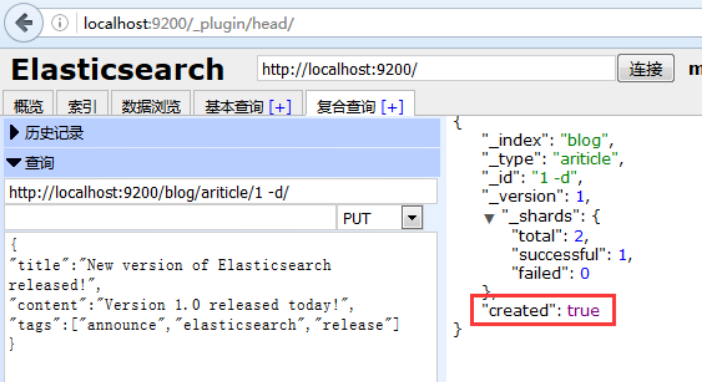 localhost:9200/_plugin/head/
Elasticsearch
http://localhost:9200/
连接
概览
索引
数据浏览
基本查询 [+]
复合查询 [+]
历史记录
查询
http://localhost:9200/blog/ariticle/1 -d/
PUT
{
"title":"New version of Elasticsearch
released!",
"content":"Version 1.0 released today!",
"tags":["announce","elasticsearch","release"]
}
{
"_index": "blog",
"_type": "ariticle",
"_id": "1 -d",
"_version": 1,
"_shards": {
"total": 2,
"successful": 1,
"failed": 0
},
"created": true
}